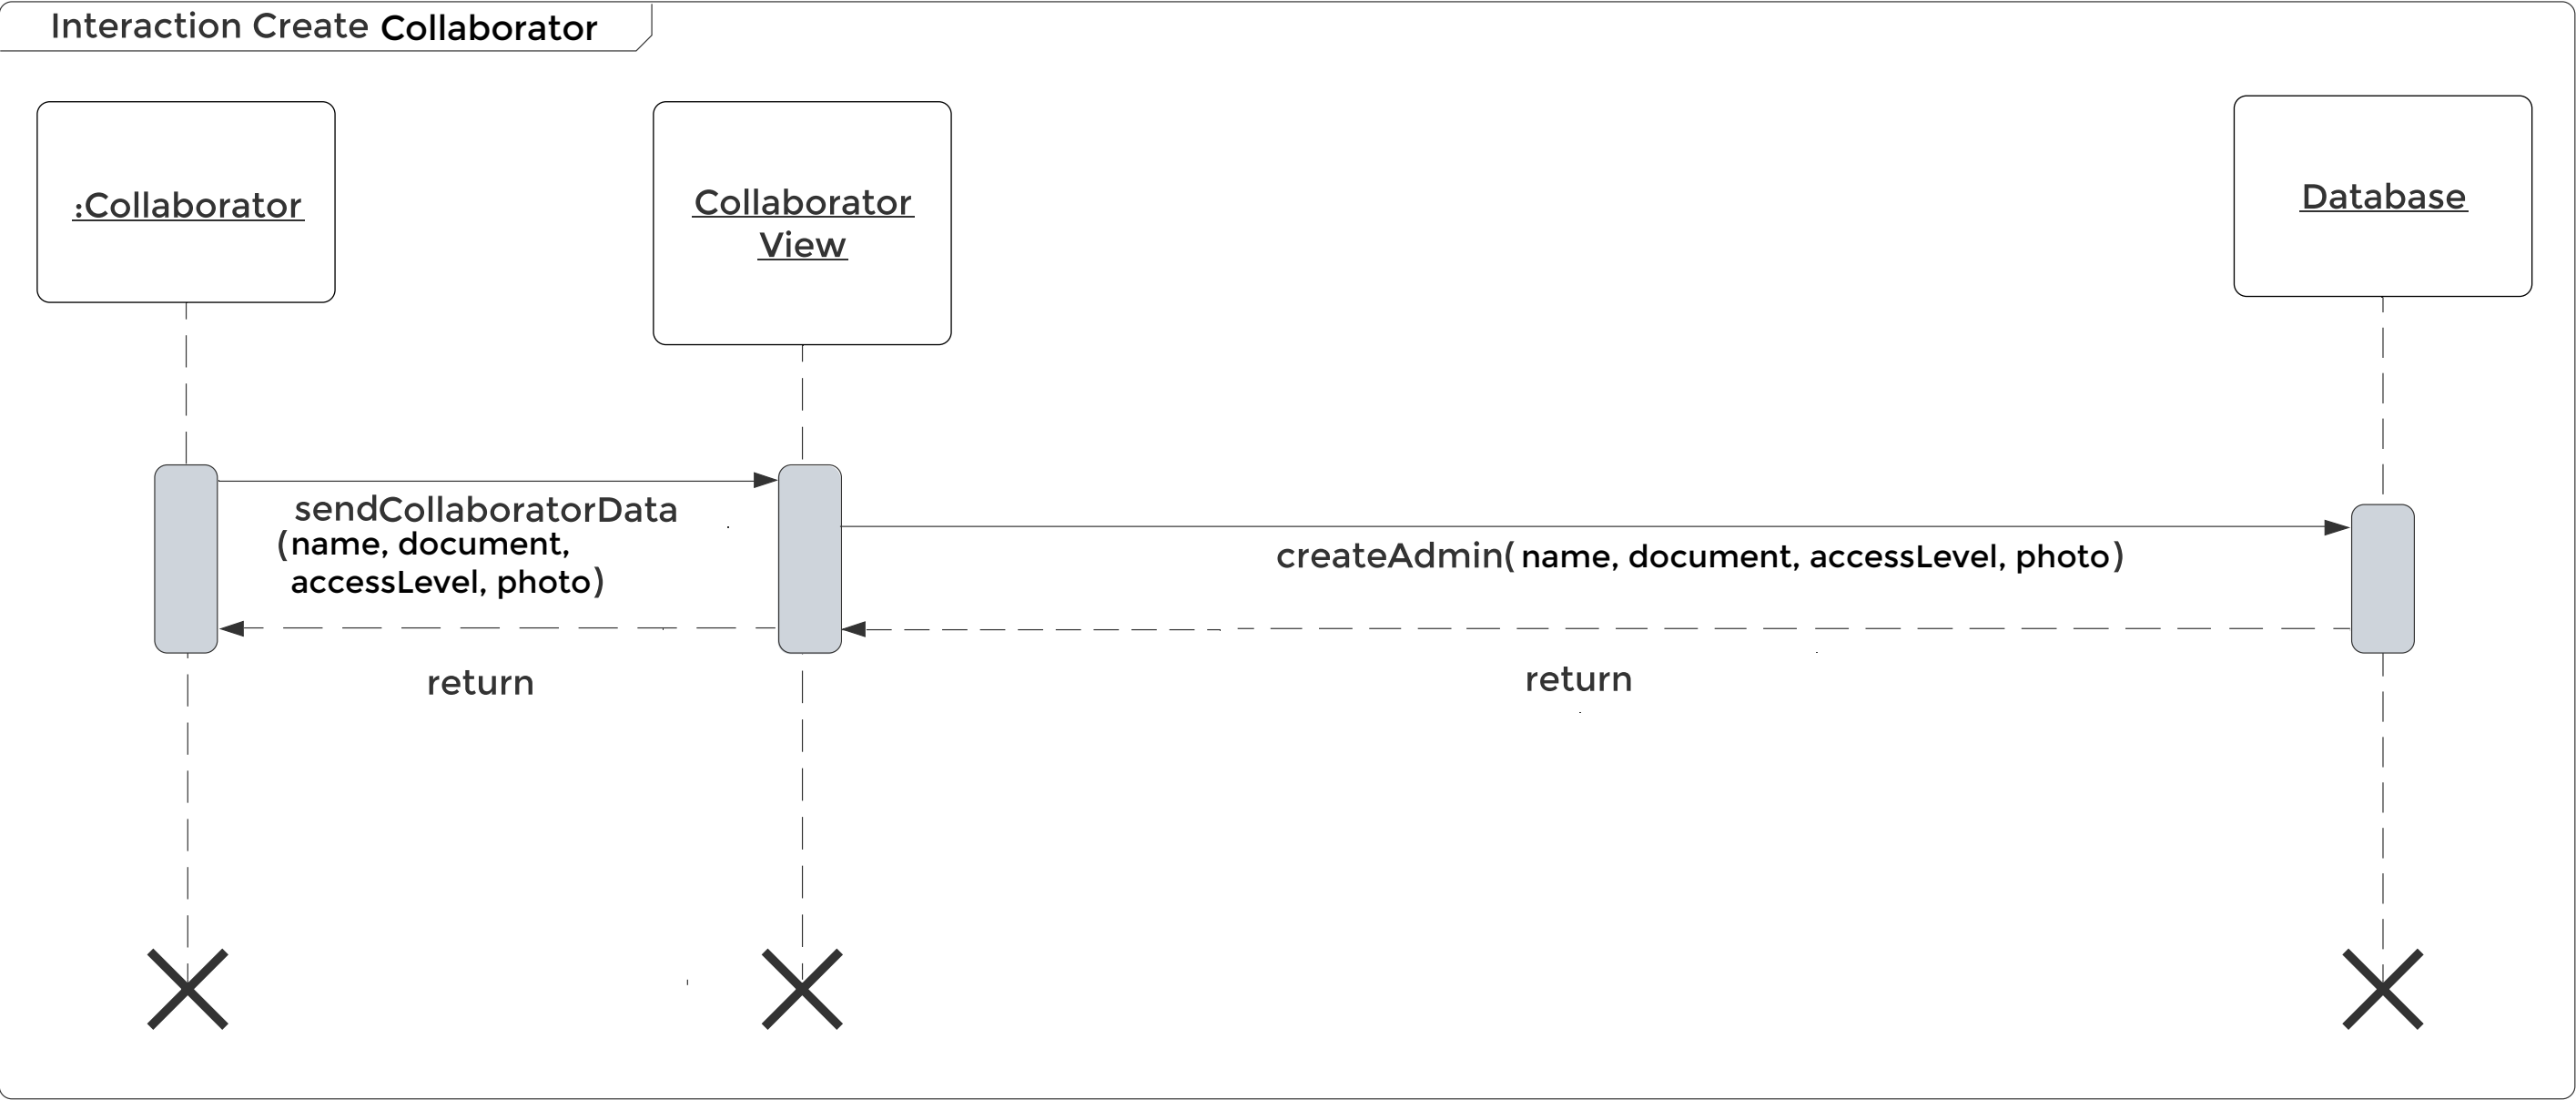 Interaction Create Collaborator
:Collaborator
Collaborator
View
Database
sendCollaboratorData
(name, document,
accessLevel, photo)
createAdmin(name, document, accessLevel, photo)
return
return